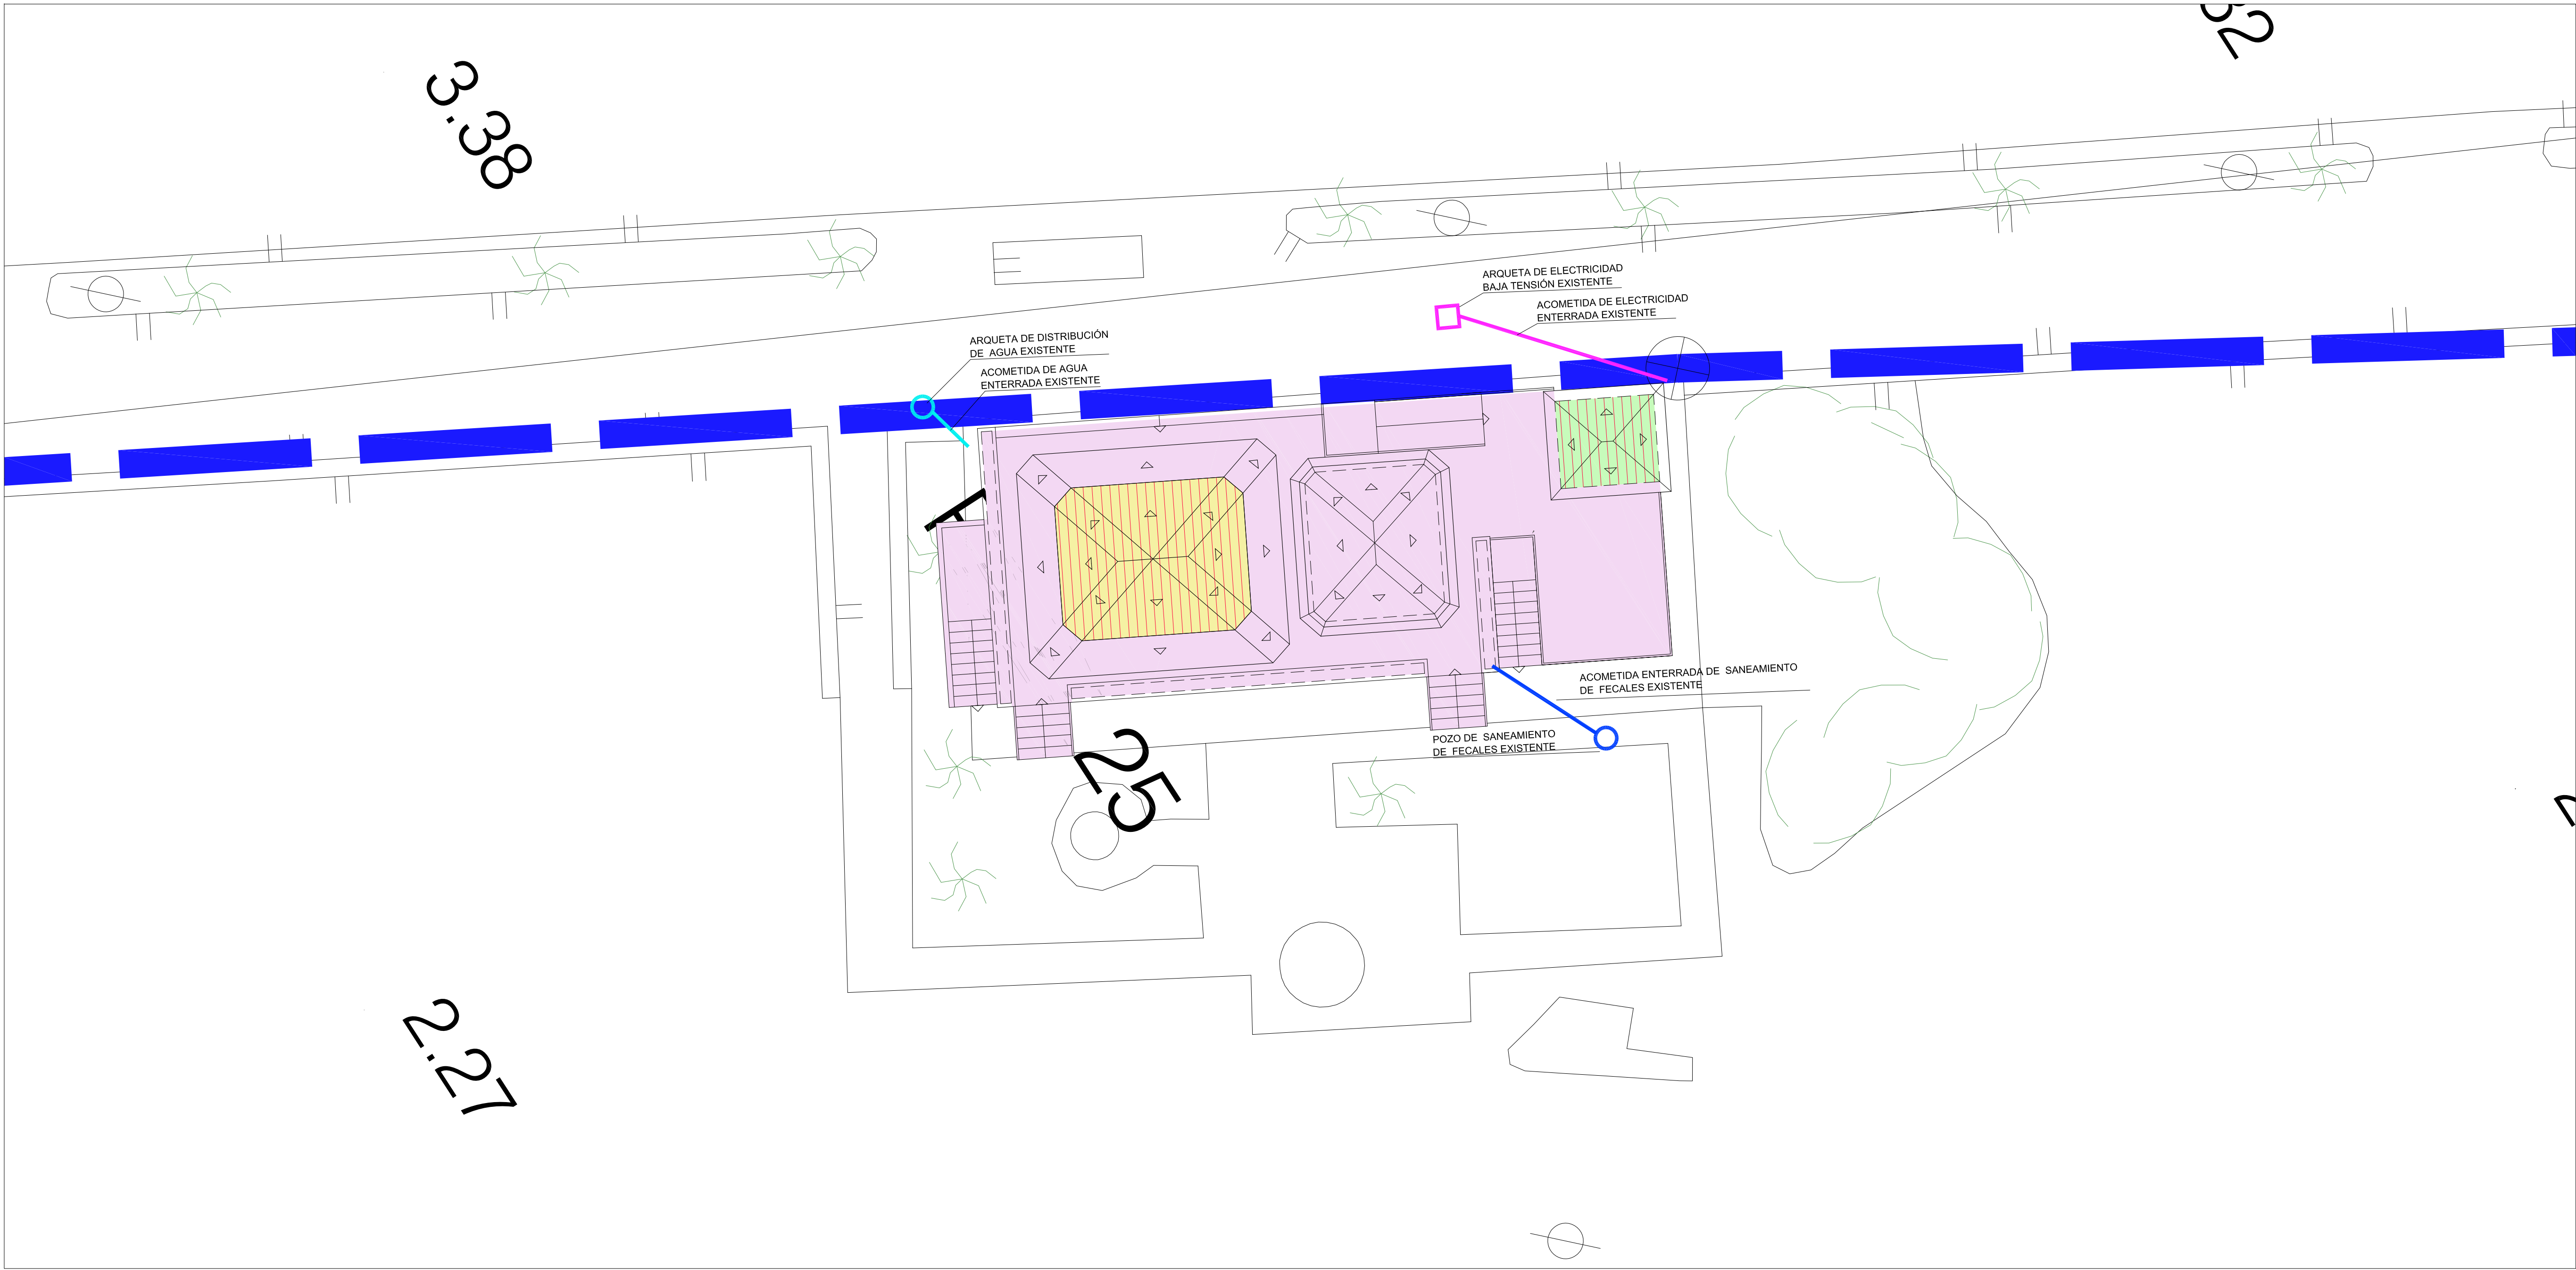 3.38
ARQUETA DE ELECTRICIDAD
BAJA TENSIÓN EXISTENTE
ACOMETIDA DE ELECTRICIDAD
ENTERRADA EXISTENTE
ARQUETA DE DISTRIBUCIÓN
DE AGUA EXISTENTE
ACOMETIDA DE AGUA
ENTERRADA EXISTENTE
ACOMETIDA ENTERRADA DE SANEAMIENTO
DE FECALES EXISTENTE
POZO DE SANEAMIENTO
DE FECALES EXISTENTE
25
2.27